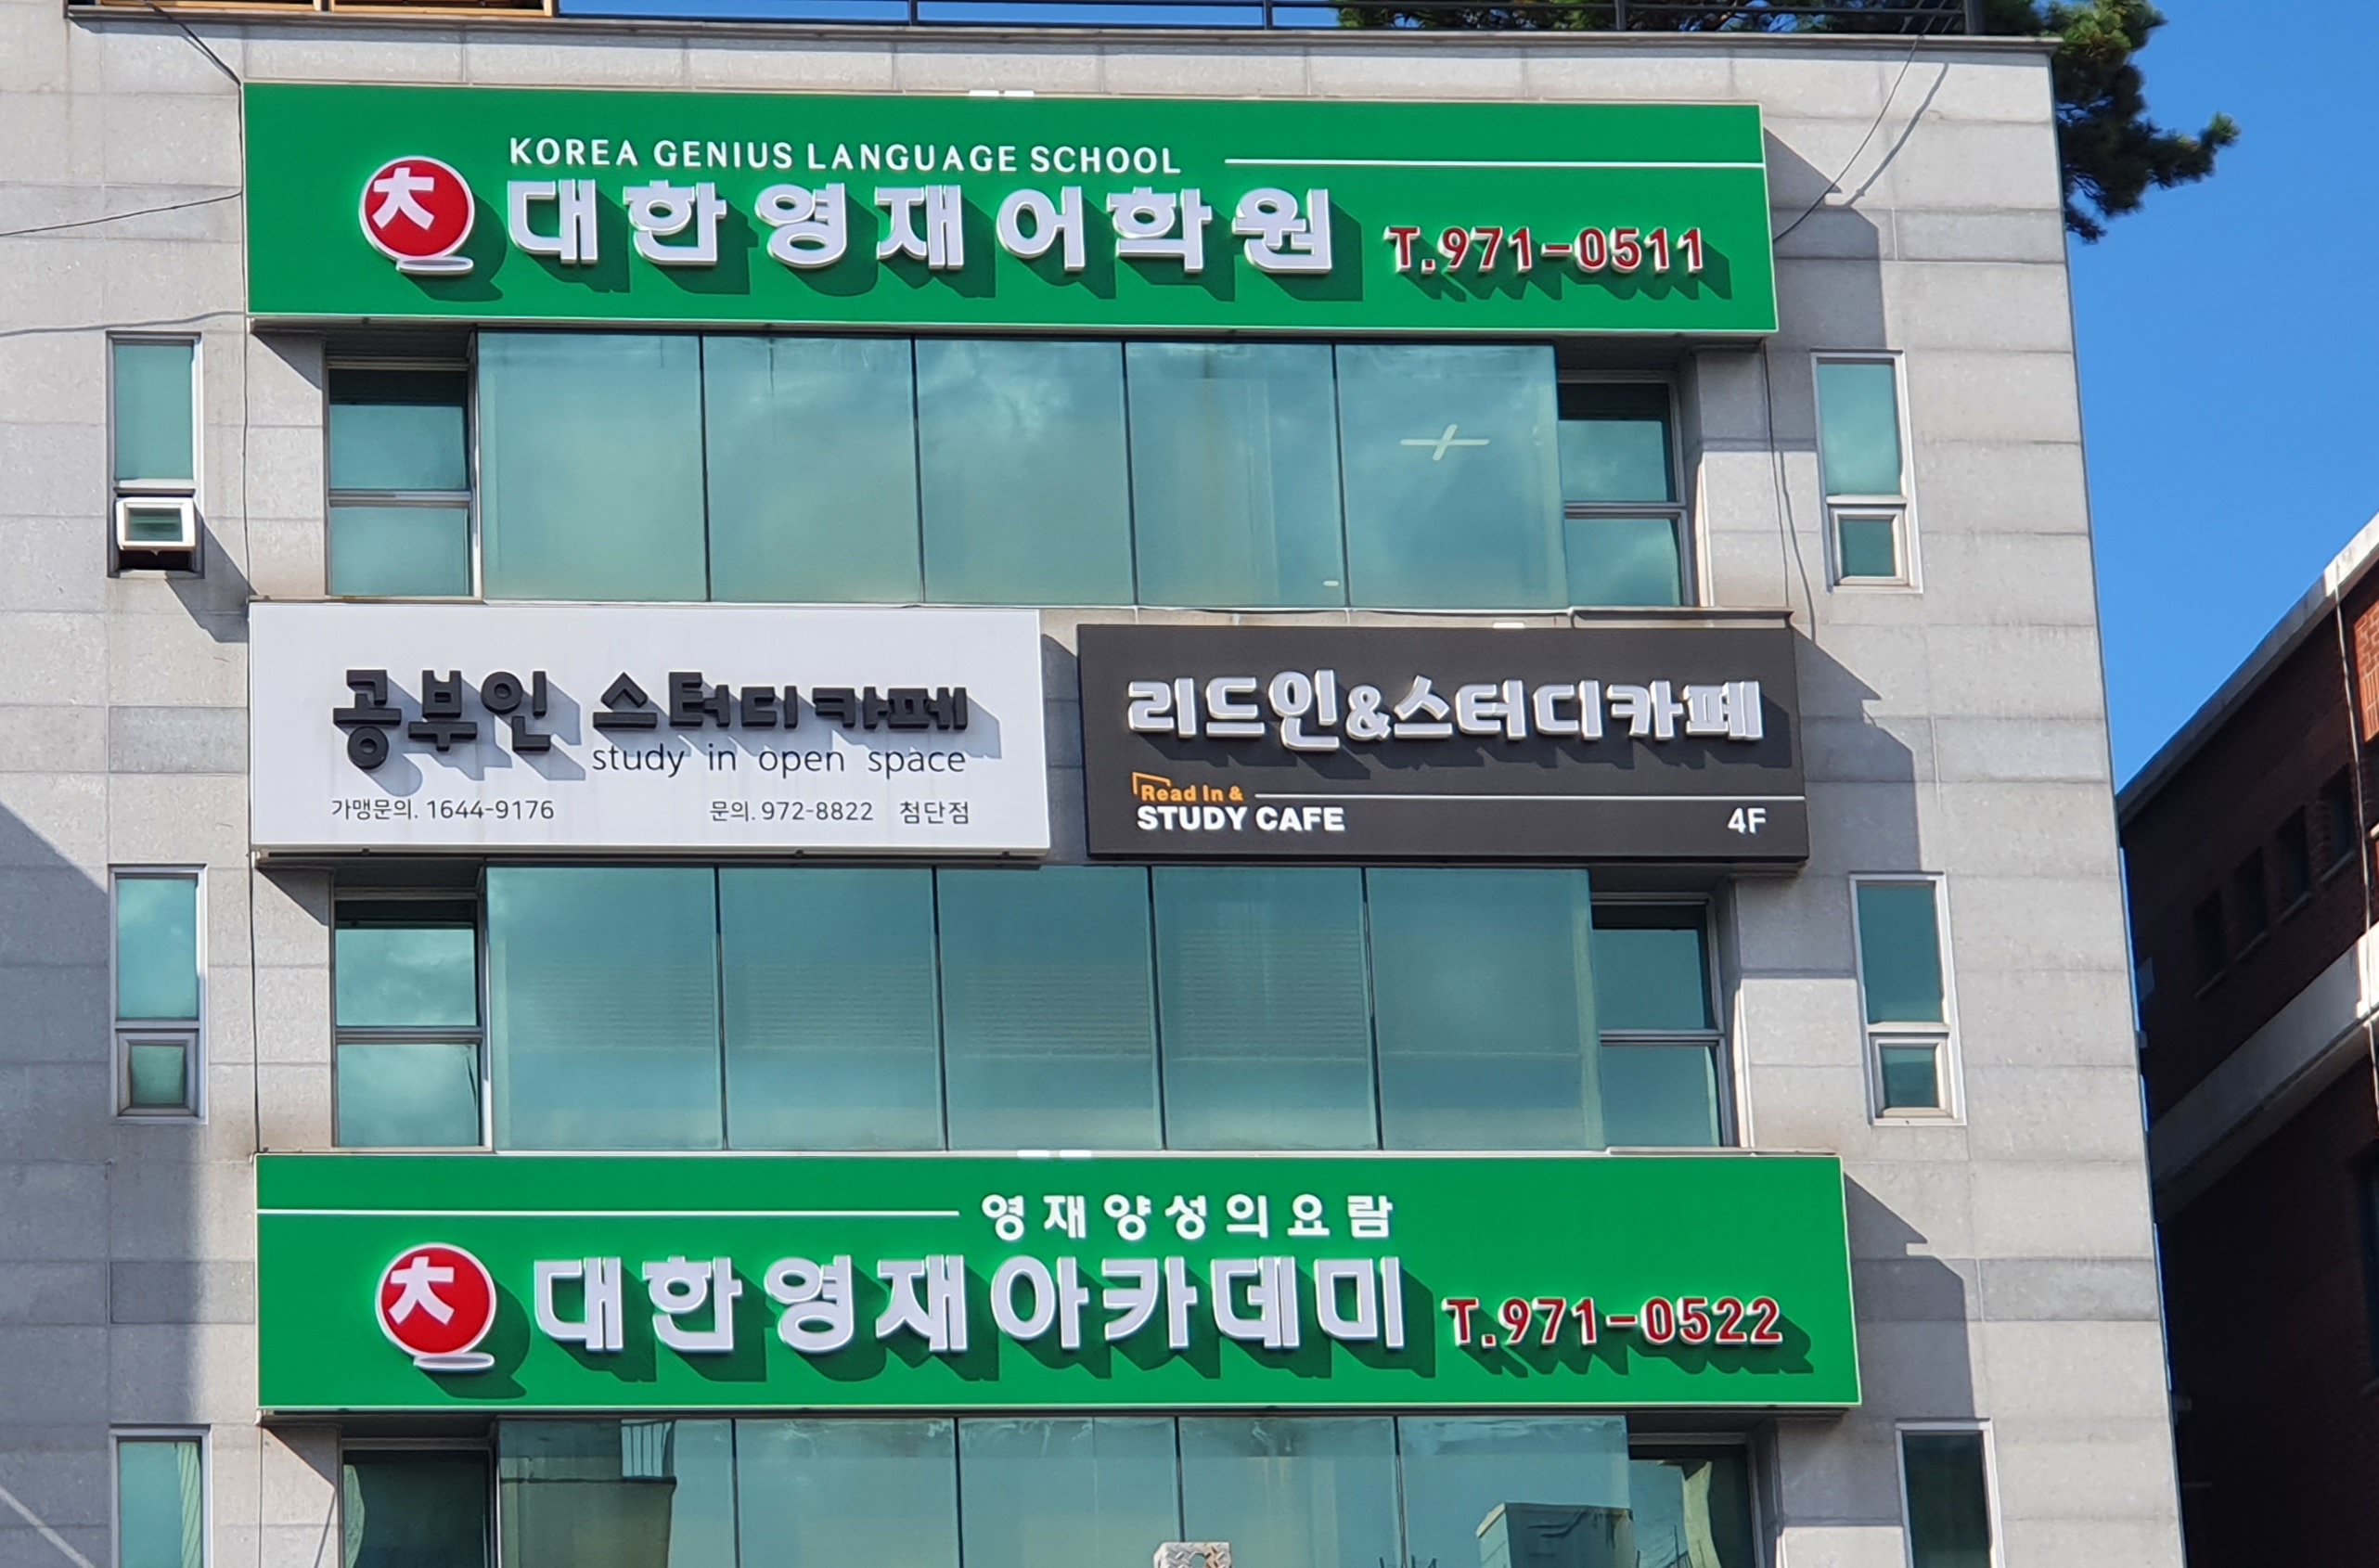 KOREA GENIUS LANGUAGE SCHOOL
대한영재어학원 T.971-0511
공부인 스터디카페
study in open space
가맹문의. 1644-9176 문의. 972-8822 첨단점
리드인&스터디카페
Read In &
STUDY CAFE 4F
영재양성의요람
대한영재아카데미 T.971-0522